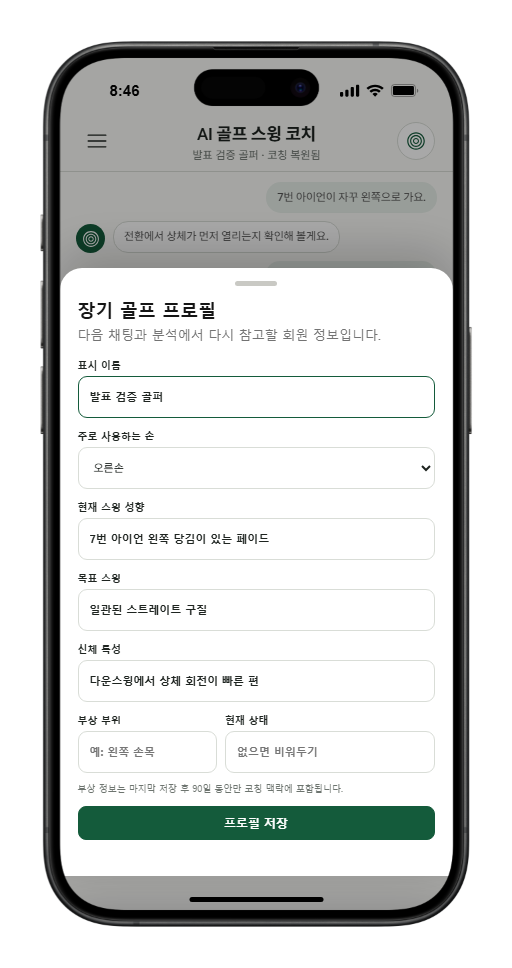 8:46
AI 골프 스윙 코치
발표 검증 골퍼 · 코칭 복원됨
7번 아이언이 자꾸 왼쪽으로 가요.
전환에서 상체가 먼저 열리는지 확인해 볼게요.
장기 골프 프로필
다음 채팅과 분석에서 다시 참고할 회원 정보입니다.
표시 이름
발표 검증 골퍼
주로 사용하는 손
오른손
현재 스윙 성향
7번 아이언 왼쪽 당김이 있는 페이드
목표 스윙
일관된 스트레이트 구질
신체 특성
다운스윙에서 상체 회전이 빠른 편
부상 부위 현재 상태
예: 왼쪽 손목 없으면 비워두기
부상 정보는 마지막 저장 후 90일 동안만 코칭 맥락에 포함됩니다.
프로필 저장